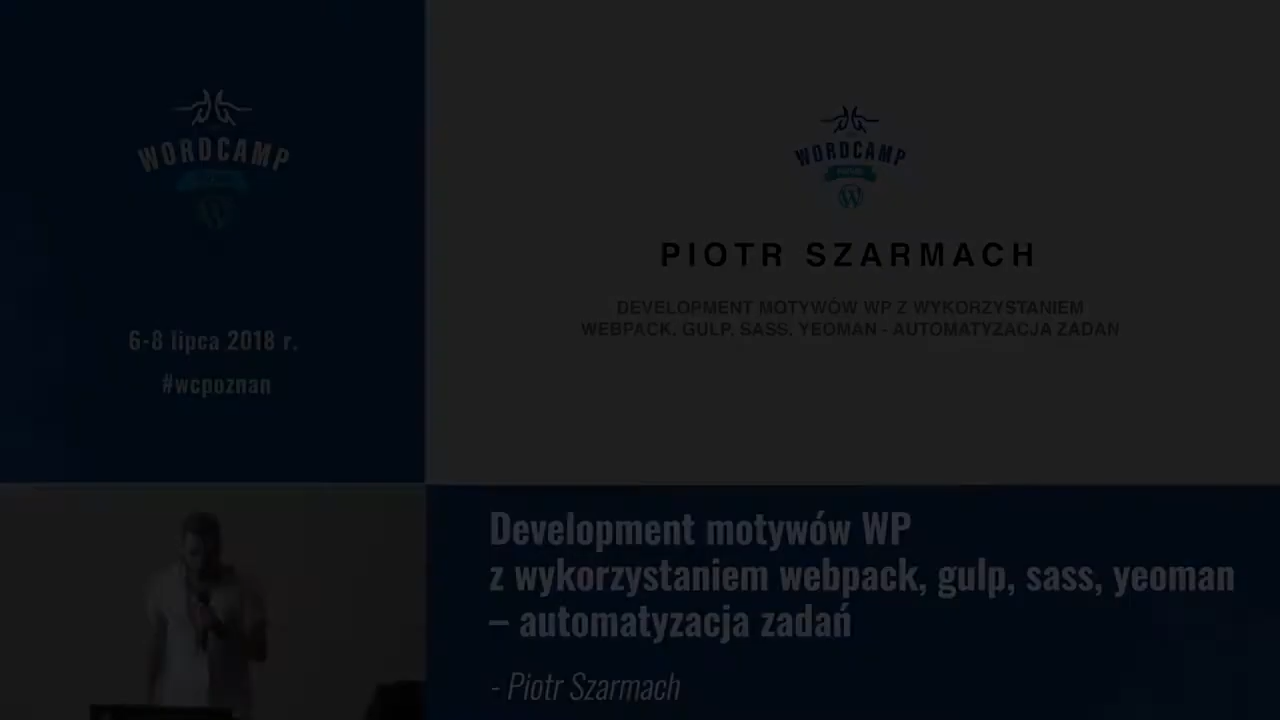 WORDCAMP
6-8 lipca 2018 r.
#wcpoznan
WORDCAMP
PIOTR SZARMACH
DEVELOPMENT MOTYWÓW WP Z WYKORZYSTANIEM
WEBPACK, GULP, SASS, YEOMAN - AUTOMATYZACJA ZADAŃ
Development motywów WP
z wykorzystaniem webpack, gulp, sass, yeoman
– automatyzacja zadań
- Piotr Szarmach